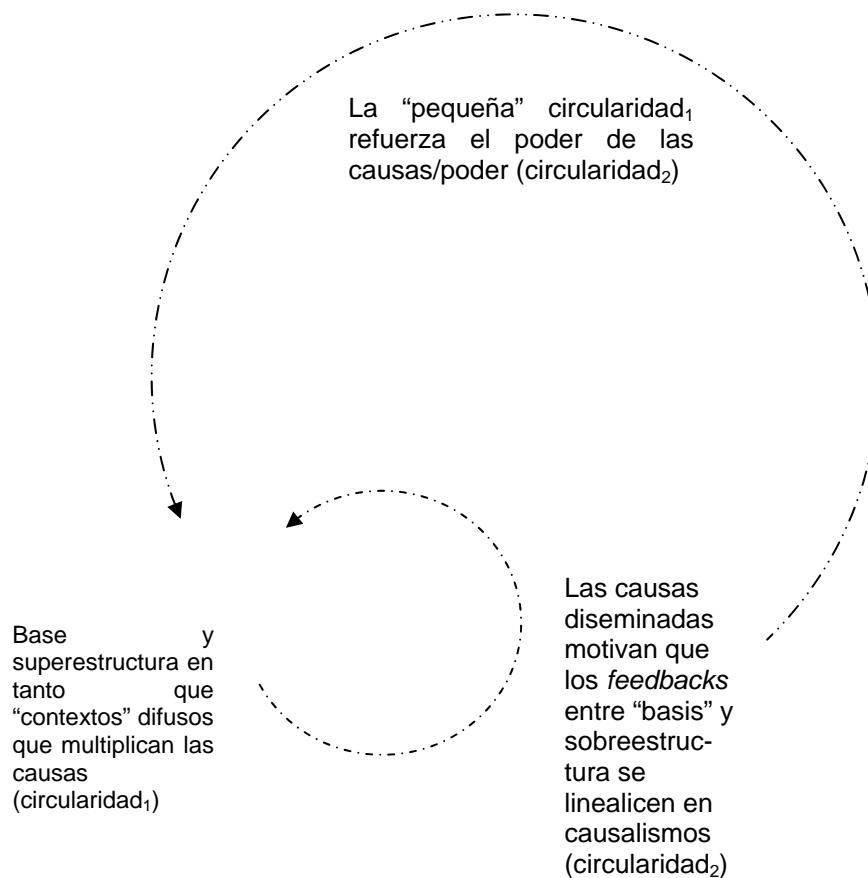 La “pequeña” circularidad₁
refuerza el poder de las
causas/poder (circularidad₂)
Base y
superestructura en
tanto que
“contextos” difusos
que multiplican las
causas
(circularidad₁)
Las causas
diseminadas
motivan que
los feedbacks
entre “basis” y
sobreestruc-
tura se
linealicen en
causalismos
(circularidad₂)